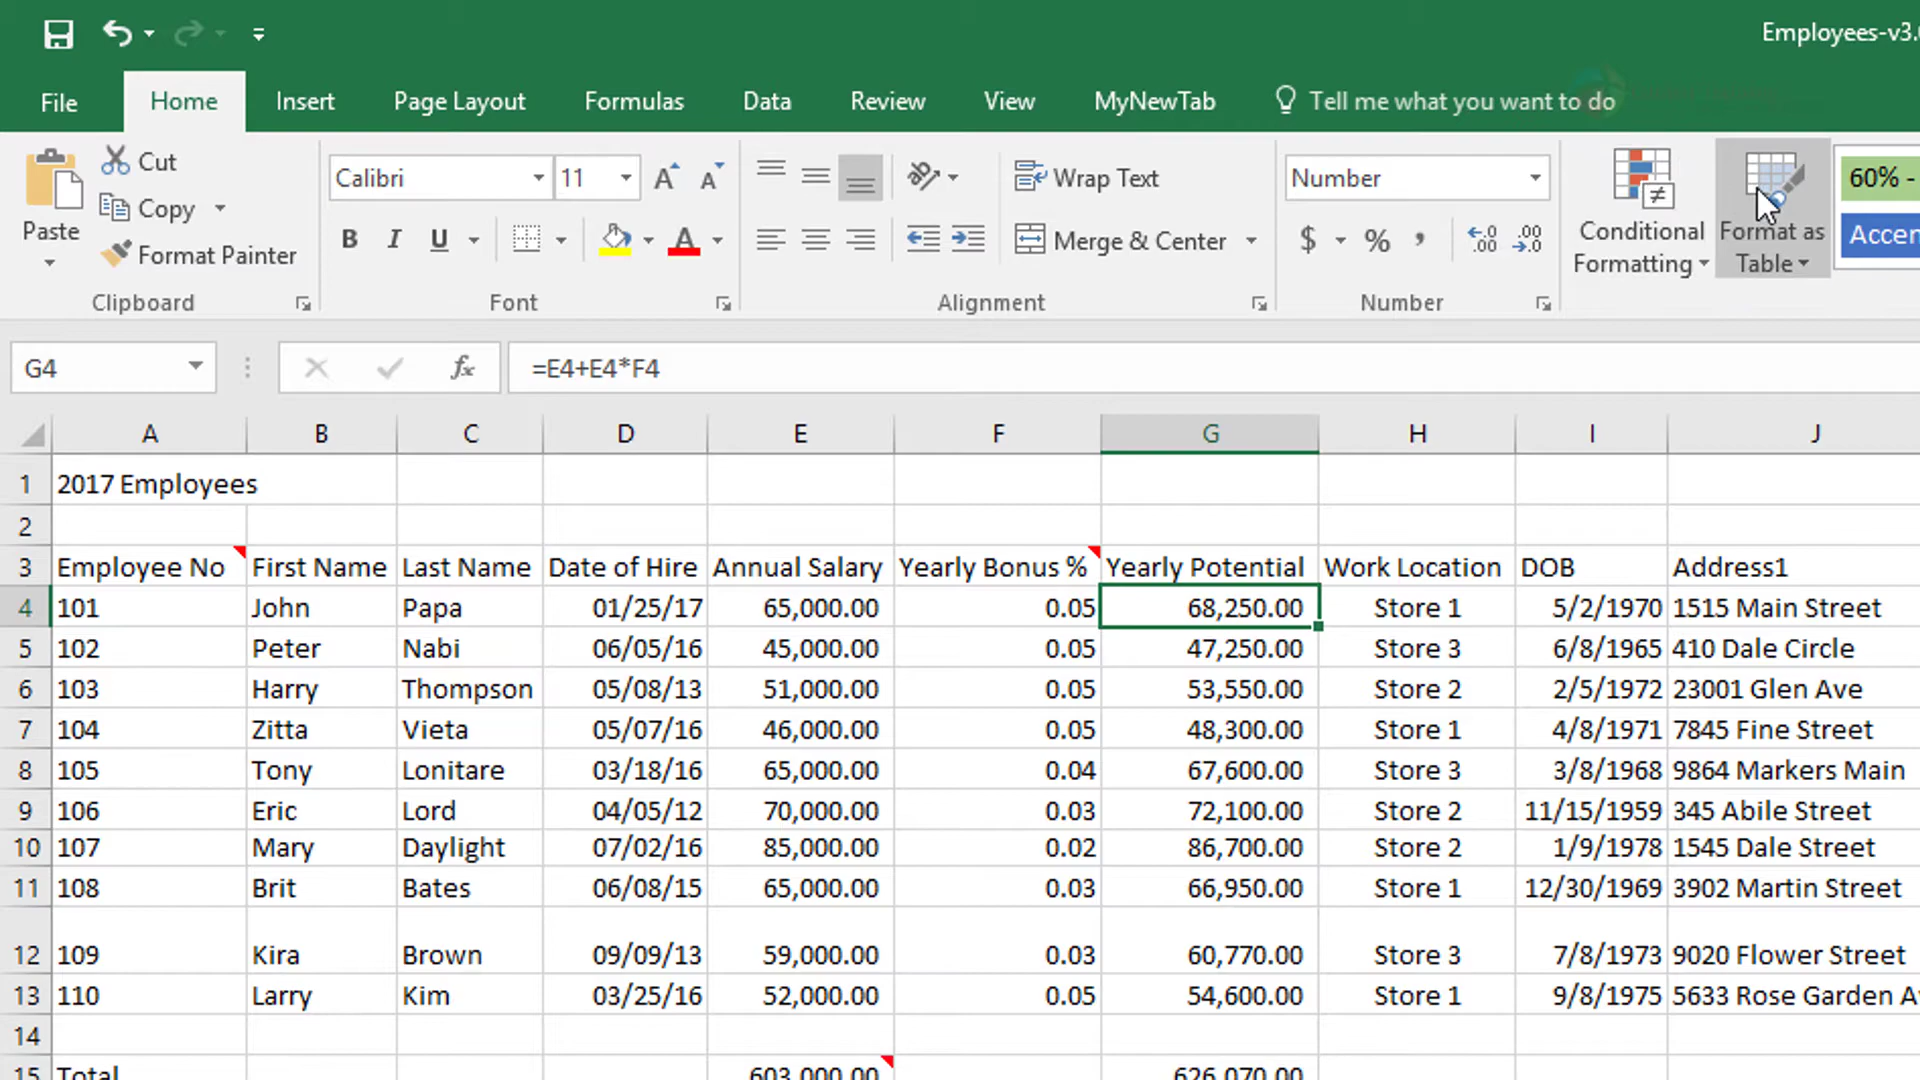 Employees-v3.
File Home Insert Page Layout Formulas Data Review View MyNewTab Tell me what you want to do
Paste
Cut
Copy
Format Painter
Clipboard
Calibri 11
B I U A
Font
Wrap Text
Merge & Center
Alignment
Number
$ % , .00 .00
Number
Conditional
Formatting
Format as
Table
60% -
Accen
G4 fx =E4+E4*F4
A B C D E F G H I J
1 2017 Employees
2
3 Employee No First Name Last Name Date of Hire Annual Salary Yearly Bonus % Yearly Potential Work Location DOB Address1
4 101 John Papa 01/25/17 65,000.00 0.05 68,250.00 Store 1 5/2/1970 1515 Main Street
5 102 Peter Nabi 06/05/16 45,000.00 0.05 47,250.00 Store 3 6/8/1965 410 Dale Circle
6 103 Harry Thompson 05/08/13 51,000.00 0.05 53,550.00 Store 2 2/5/1972 23001 Glen Ave
7 104 Zitta Vieta 05/07/16 46,000.00 0.05 48,300.00 Store 1 4/8/1971 7845 Fine Street
8 105 Tony Lonitare 03/18/16 65,000.00 0.04 67,600.00 Store 3 3/8/1968 9864 Markers Main
9 106 Eric Lord 04/05/12 70,000.00 0.03 72,100.00 Store 2 11/15/1959 345 Abile Street
10 107 Mary Daylight 07/02/16 85,000.00 0.02 86,700.00 Store 2 1/9/1978 1545 Dale Street
11 108 Brit Bates 06/08/15 65,000.00 0.03 66,950.00 Store 1 12/30/1969 3902 Martin Street
12 109 Kira Brown 09/09/13 59,000.00 0.03 60,770.00 Store 3 7/8/1973 9020 Flower Street
13 110 Larry Kim 03/25/16 52,000.00 0.05 54,600.00 Store 1 9/8/1975 5633 Rose Garden A
14
15 Total 603,000.00 626,070.00